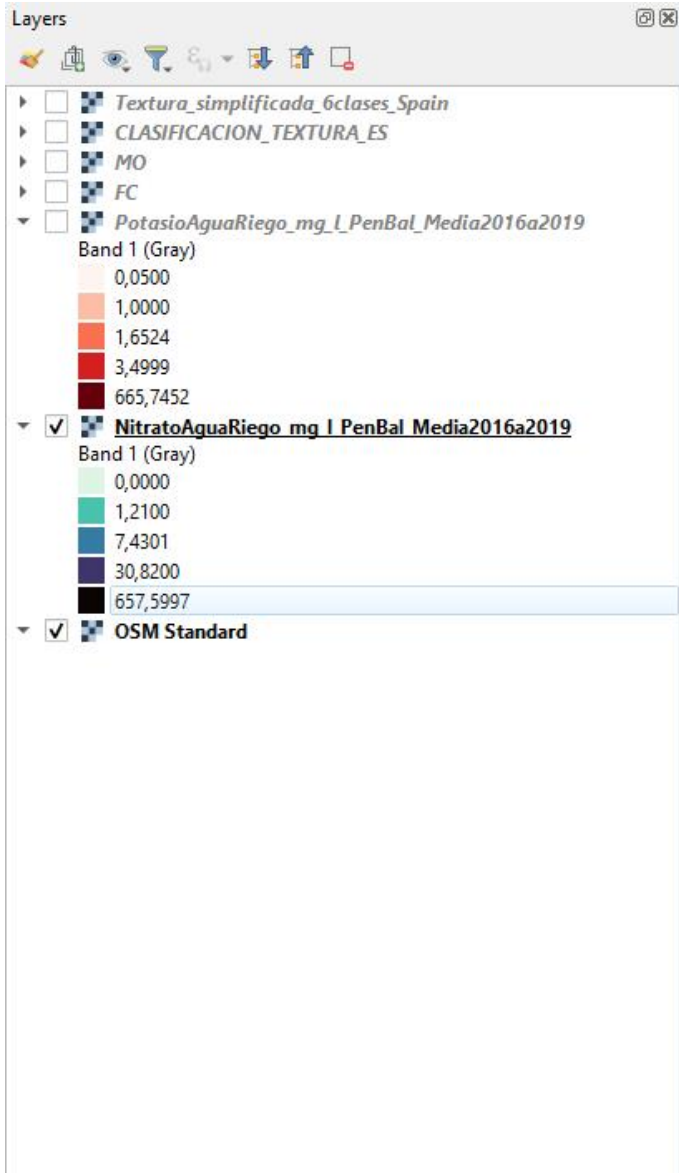 Layers
Textura_simplificada_6clases_Spain
CLASIFICACION_TEXTURA_ES
MO
FC
PotasioAguaRiego_mg_l_PenBal_Media2016a2019
Band 1 (Gray)
0,0500
1,0000
1,6524
3,4999
665,7452
NitratoAguaRiego_mg_l_PenBal_Media2016a2019
Band 1 (Gray)
0,0000
1,2100
7,4301
30,8200
657,5997
OSM Standard